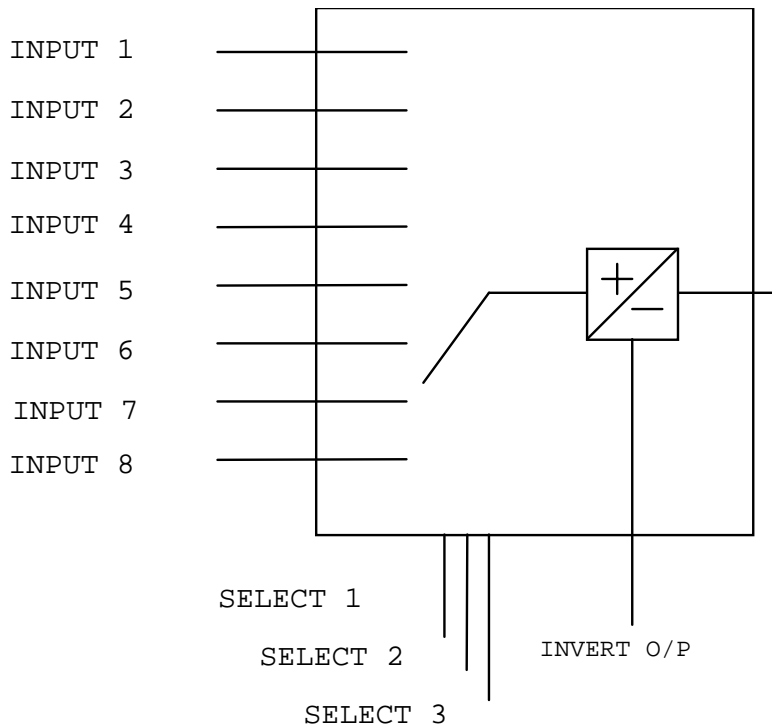 INPUT 1
INPUT 2
INPUT 3
INPUT 4
INPUT 5
INPUT 6
INPUT 7
INPUT 8
+
−
SELECT 1
SELECT 2
INVERT O/P
SELECT 3